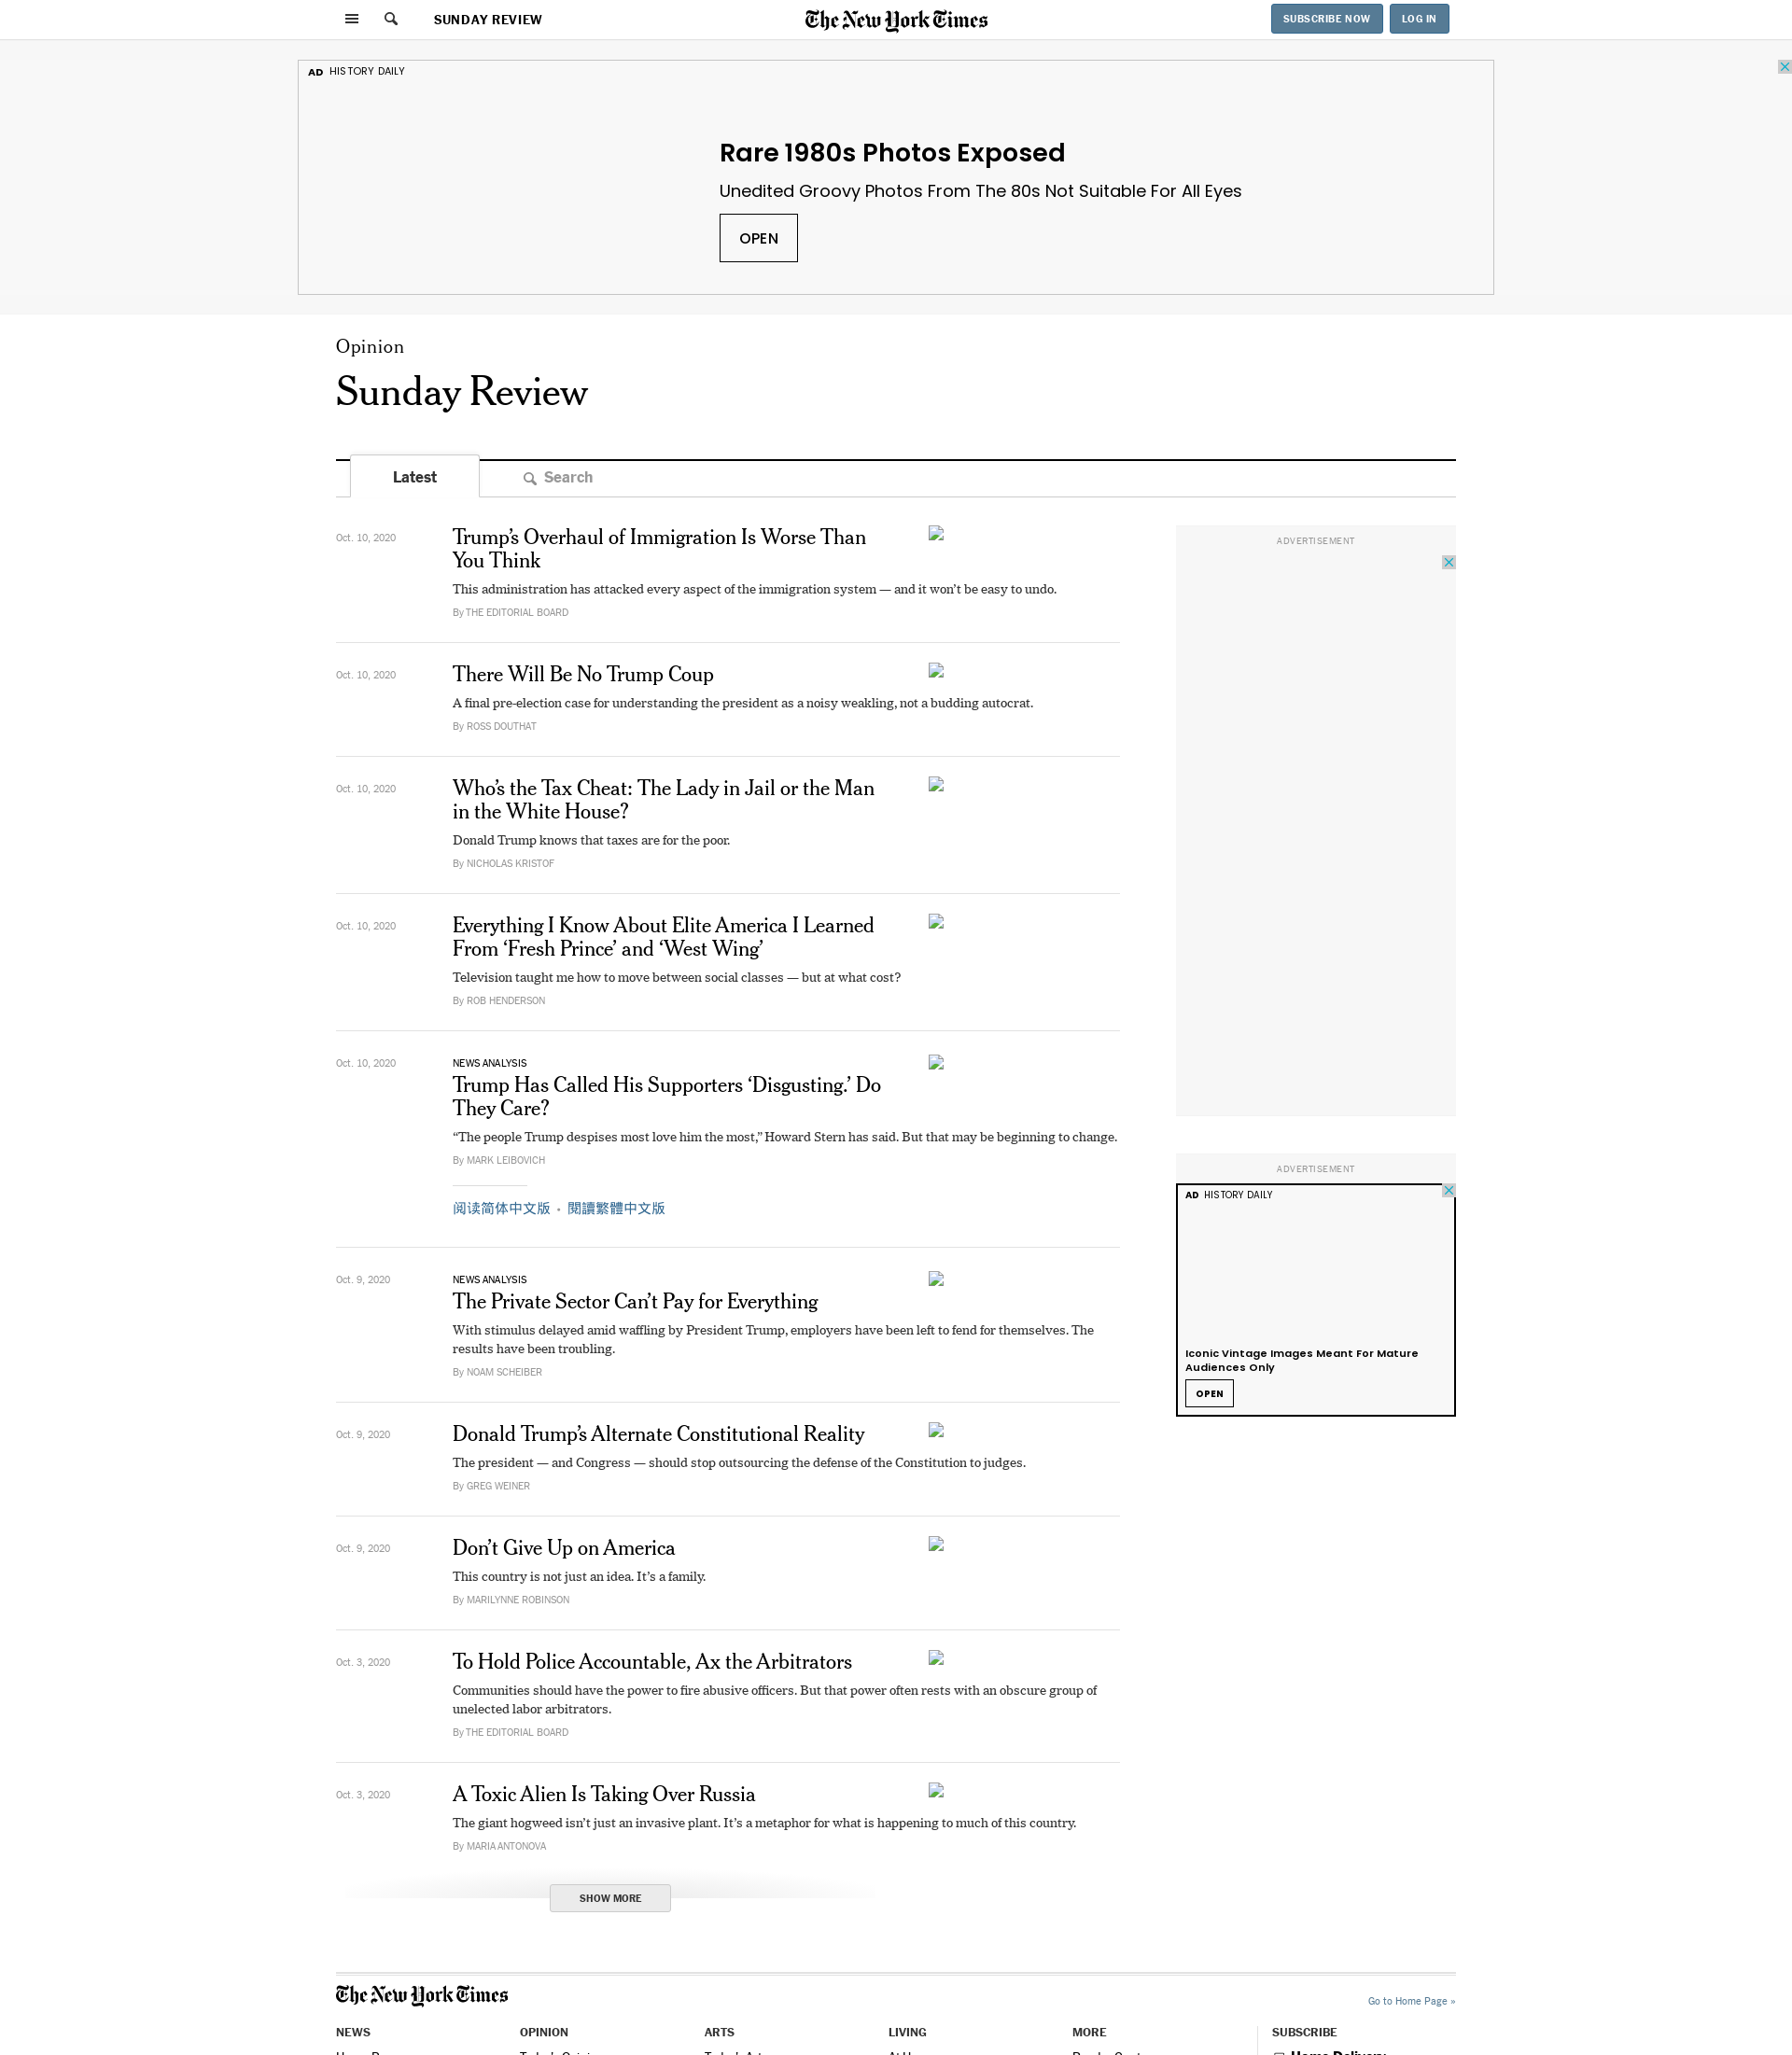 SUNDAY REVIEW
The New York Times
SUBSCRIBE NOW
LOG IN
AD HISTORY DAILY
Rare 1980s Photos Exposed
Unedited Groovy Photos From The 80s Not Suitable For All Eyes
OPEN
Opinion
Sunday Review
Latest
Search
Oct. 10, 2020
Trump’s Overhaul of Immigration Is Worse Than
You Think
This administration has attacked every aspect of the immigration system — and it won’t be easy to undo.
By THE EDITORIAL BOARD
Oct. 10, 2020
There Will Be No Trump Coup
A final pre-election case for understanding the president as a noisy weakling, not a budding autocrat.
By ROSS DOUTHAT
Oct. 10, 2020
Who’s the Tax Cheat: The Lady in Jail or the Man
in the White House?
Donald Trump knows that taxes are for the poor.
By NICHOLAS KRISTOF
Oct. 10, 2020
Everything I Know About Elite America I Learned
From ‘Fresh Prince’ and ‘West Wing’
Television taught me how to move between social classes — but at what cost?
By ROB HENDERSON
Oct. 10, 2020
NEWS ANALYSIS
Trump Has Called His Supporters ‘Disgusting.’ Do
They Care?
“The people Trump despises most love him the most,” Howard Stern has said. But that may be beginning to change.
By MARK LEIBOVICH
阅读简体中文版 • 閱讀繁體中文版
Oct. 9, 2020
NEWS ANALYSIS
The Private Sector Can’t Pay for Everything
With stimulus delayed amid waffling by President Trump, employers have been left to fend for themselves. The
results have been troubling.
By NOAM SCHEIBER
Oct. 9, 2020
Donald Trump’s Alternate Constitutional Reality
The president — and Congress — should stop outsourcing the defense of the Constitution to judges.
By GREG WEINER
Oct. 9, 2020
Don’t Give Up on America
This country is not just an idea. It’s a family.
By MARILYNNE ROBINSON
Oct. 3, 2020
To Hold Police Accountable, Ax the Arbitrators
Communities should have the power to fire abusive officers. But that power often rests with an obscure group of
unelected labor arbitrators.
By THE EDITORIAL BOARD
Oct. 3, 2020
A Toxic Alien Is Taking Over Russia
The giant hogweed isn’t just an invasive plant. It’s a metaphor for what is happening to much of this country.
By MARIA ANTONOVA
SHOW MORE
ADVERTISEMENT
ADVERTISEMENT
AD HISTORY DAILY
Iconic Vintage Images Meant For Mature
Audiences Only
OPEN
The New York Times
Go to Home Page »
NEWS
OPINION
ARTS
LIVING
MORE
SUBSCRIBE